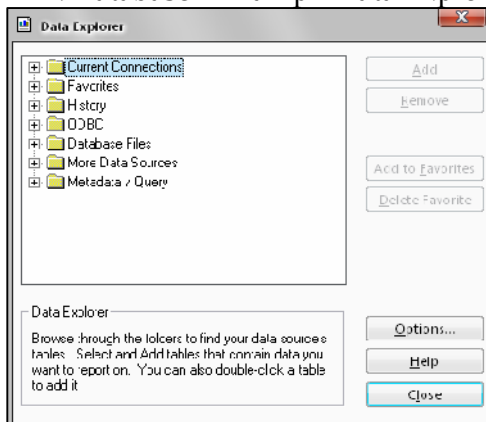 Data Explorer
Current Connections
Favorites
History
ODBC
Database Files
More Data Sources
Metadata / Query
Add
Remove
Add to Favorites
Delete Favorite
Data Explorer
Browse through the folders to find your data source's
tables. Select and Add tables that contain data you
want to report on. You can also double-click a table
to add it
Options...
Help
Close